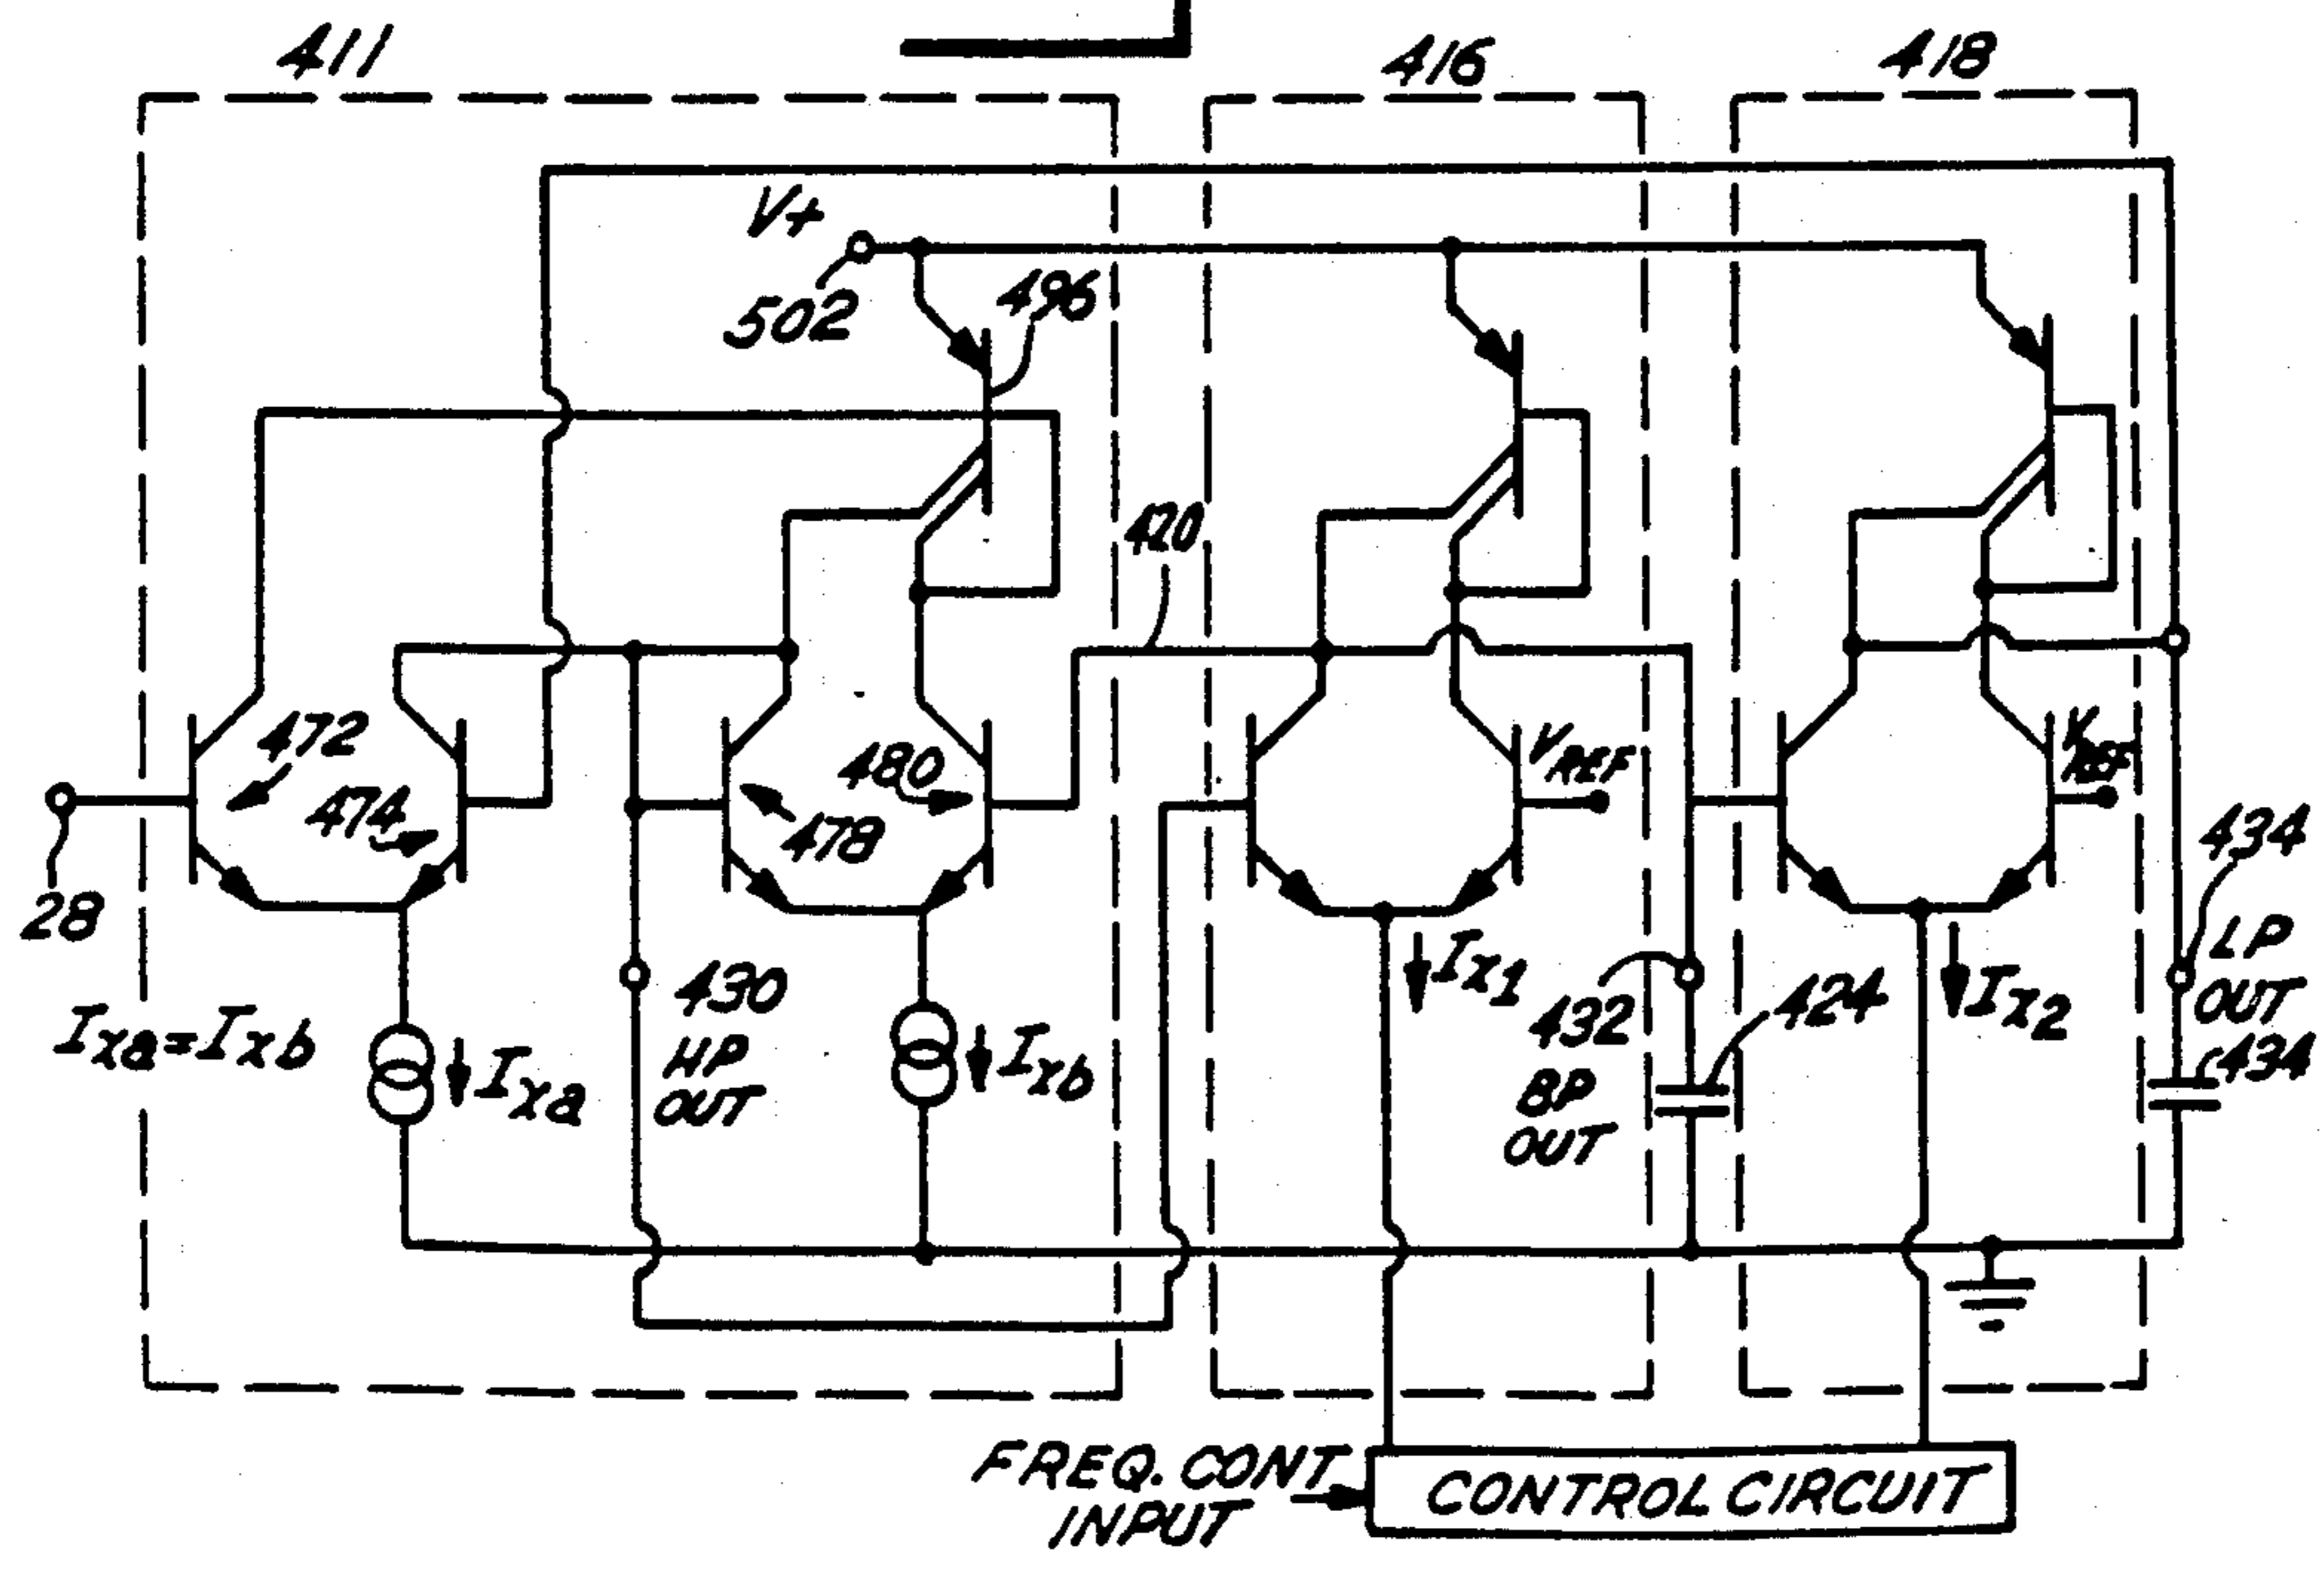 411
416
418
V+
502
496
420
472
474
478
480
VREF
VREF
28
434
LP
OUT
434
Ixa=Ixb
Ixa
430
HP
OUT
Ixb
Ix1
432
BP
OUT
424
Ix2
FREQ. CONT
INPUT
CONTROL CIRCUIT